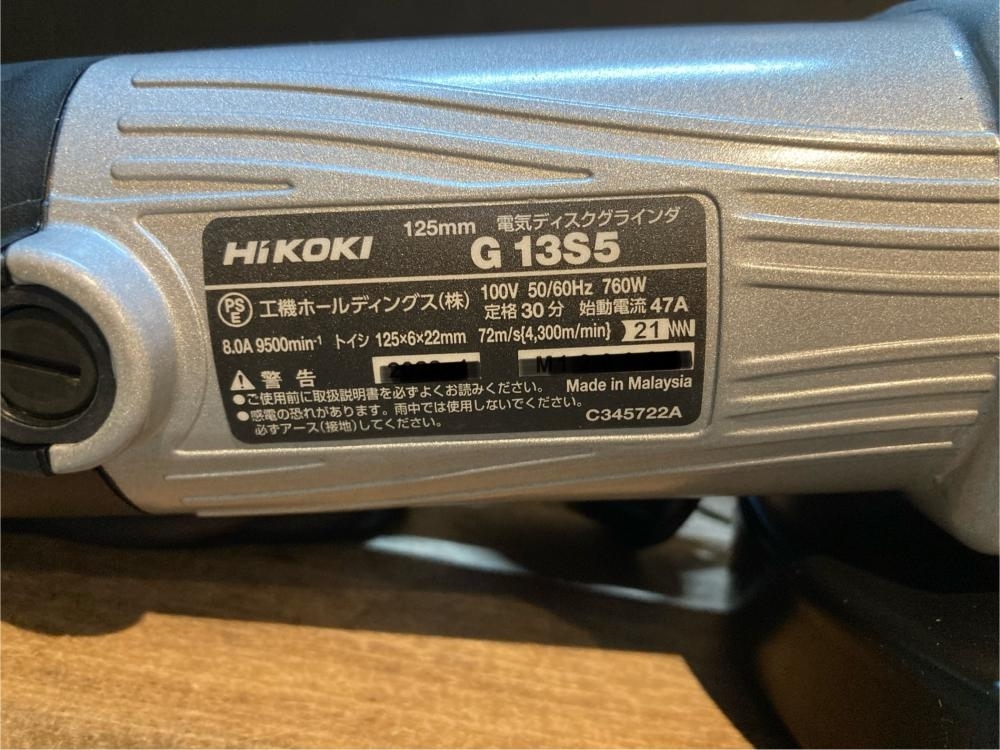 125mm 電気ディスクグラインダ
HiKOKI G 13S5
PSE 工機ホールディングス(株) 100V 50/60Hz 760W
定格30分 始動電流47A
8.0A 9500min⁻¹ トイシ 125×6×22mm 72m/s{4,300m/min} 21
警告
●ご使用前に取扱説明書を必ずよくお読みください。
Made in Malaysia
●感電の恐れがあります。雨中では使用しないでください。
必ずアース(接地)してください。
C345722A